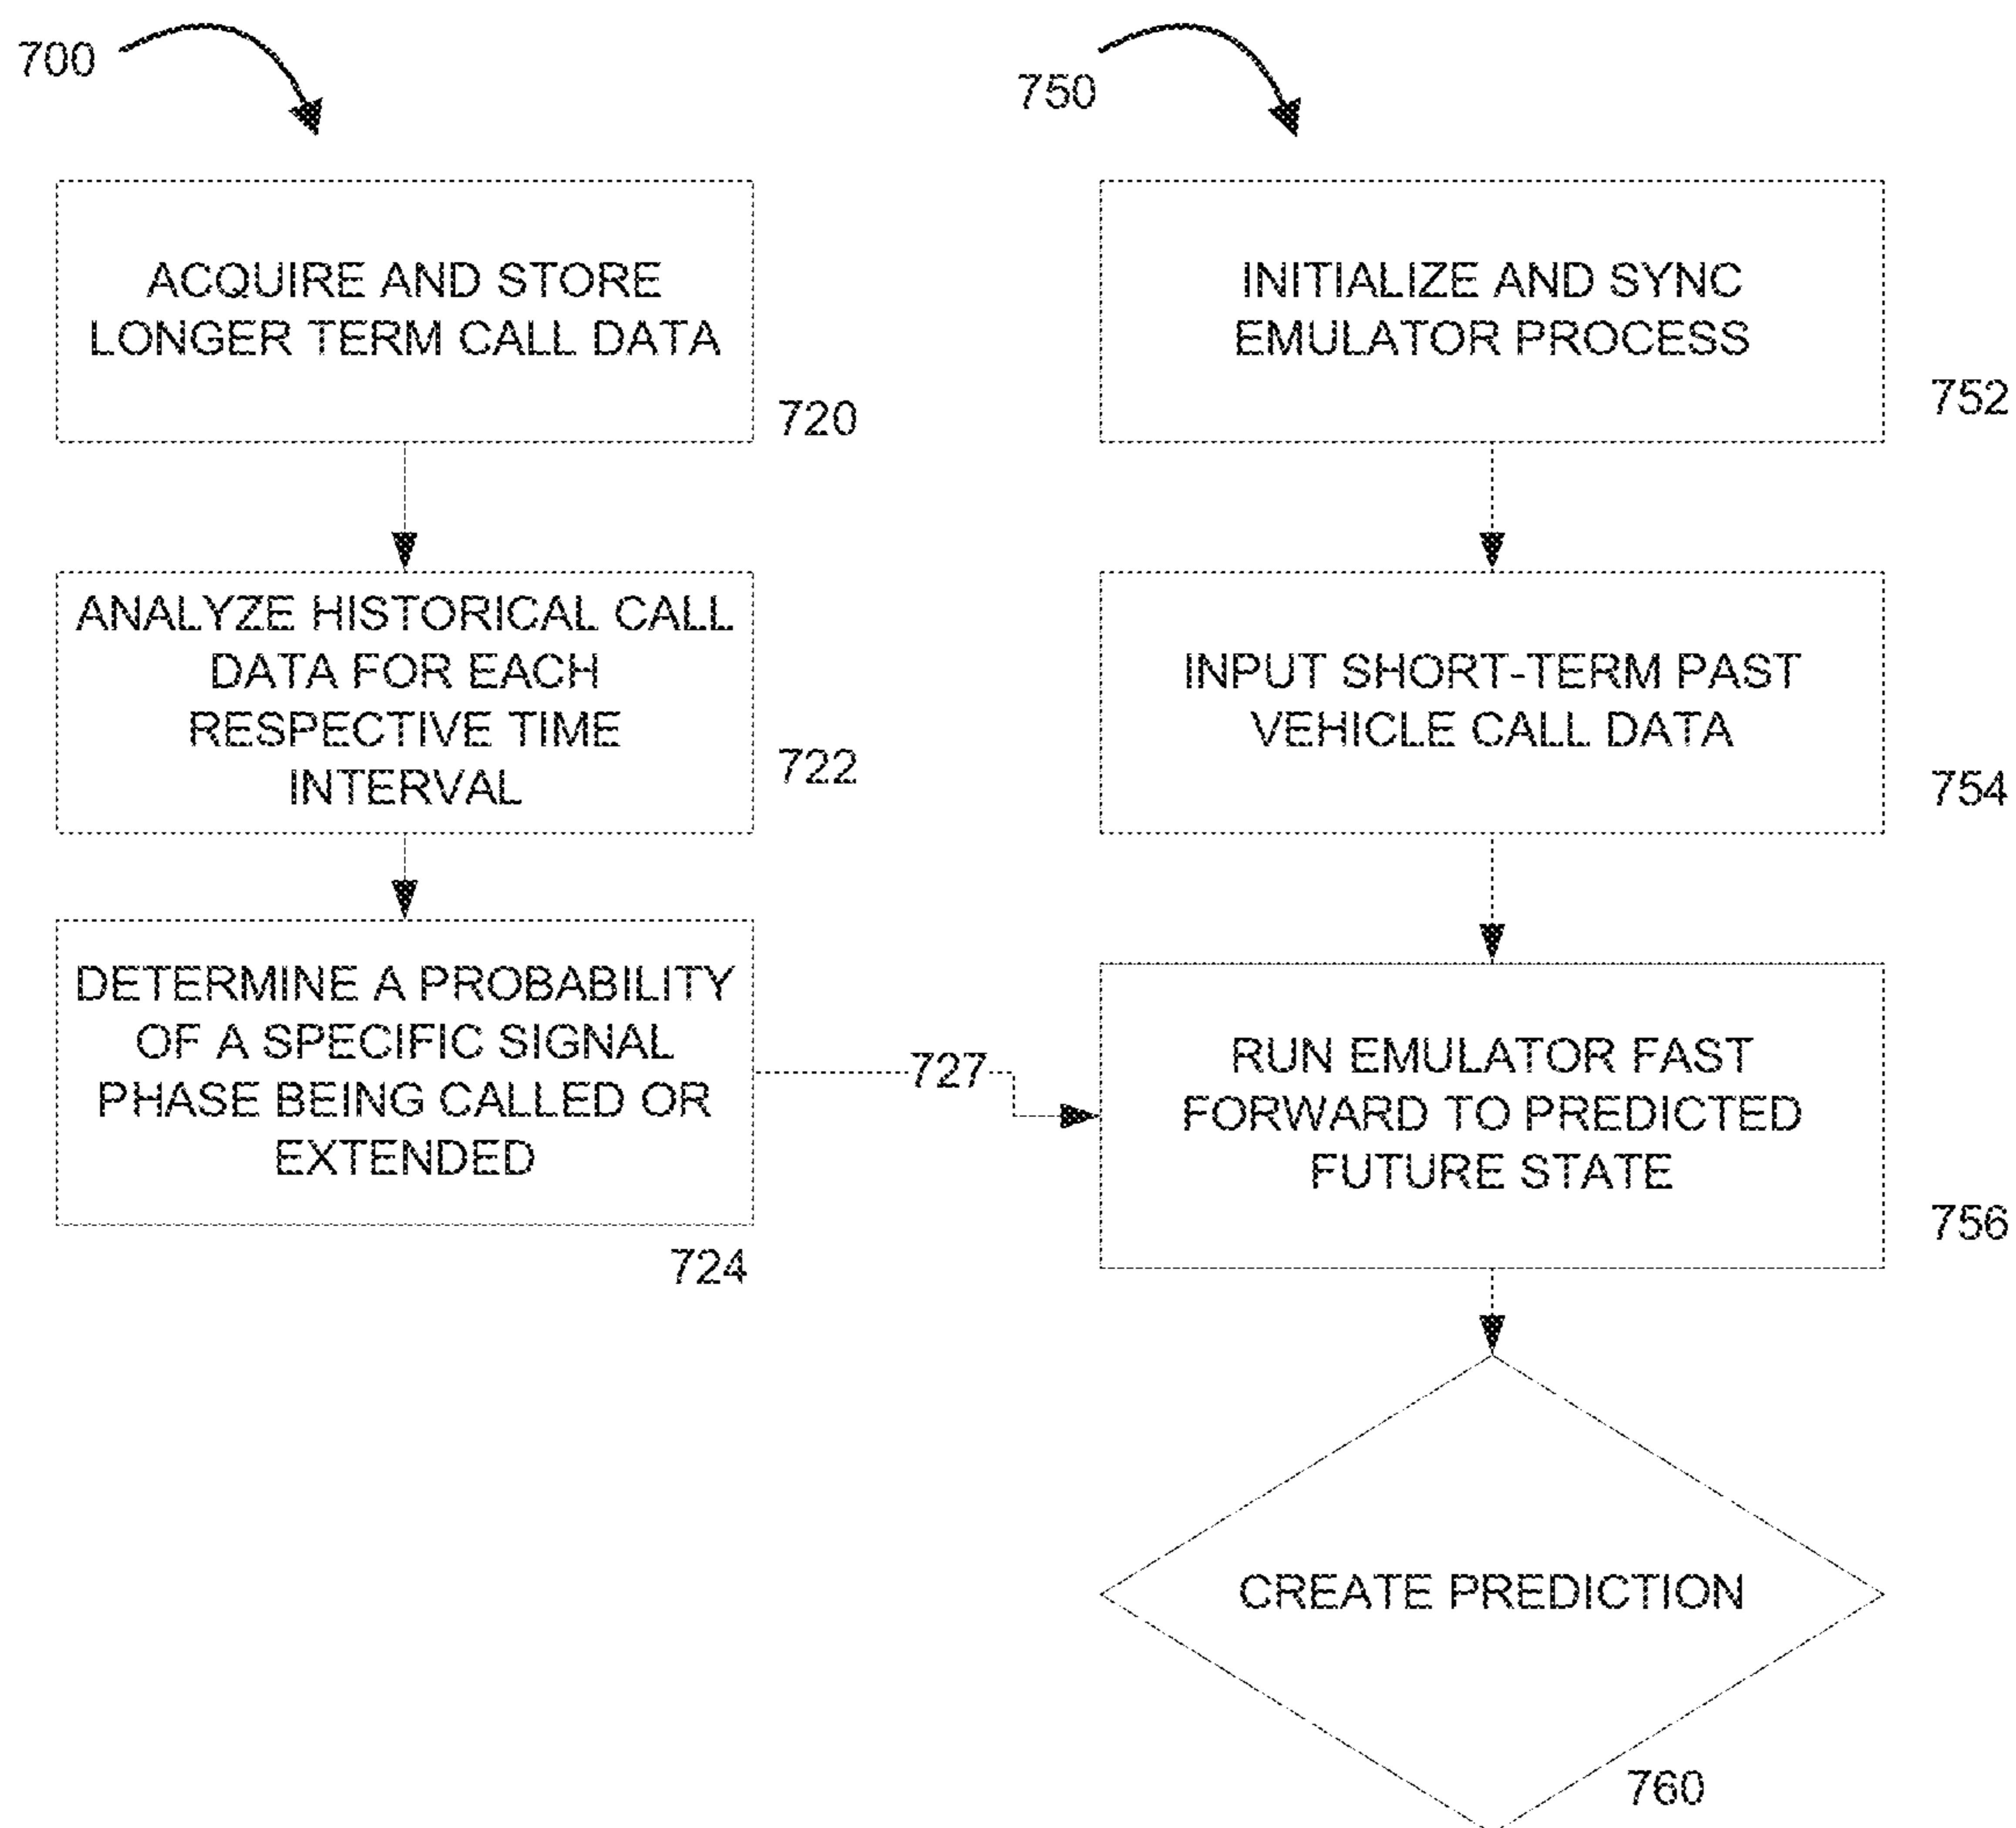 700
ACQUIRE AND STORE
LONGER TERM CALL DATA
720
ANALYZE HISTORICAL CALL
DATA FOR EACH
RESPECTIVE TIME
INTERVAL
722
DETERMINE A PROBABILITY
OF A SPECIFIC SIGNAL
PHASE BEING CALLED OR
EXTENDED
724
727
750
INITIALIZE AND SYNC
EMULATOR PROCESS
752
INPUT SHORT-TERM PAST
VEHICLE CALL DATA
754
RUN EMULATOR FAST
FORWARD TO PREDICTED
FUTURE STATE
756
CREATE PREDICTION
760